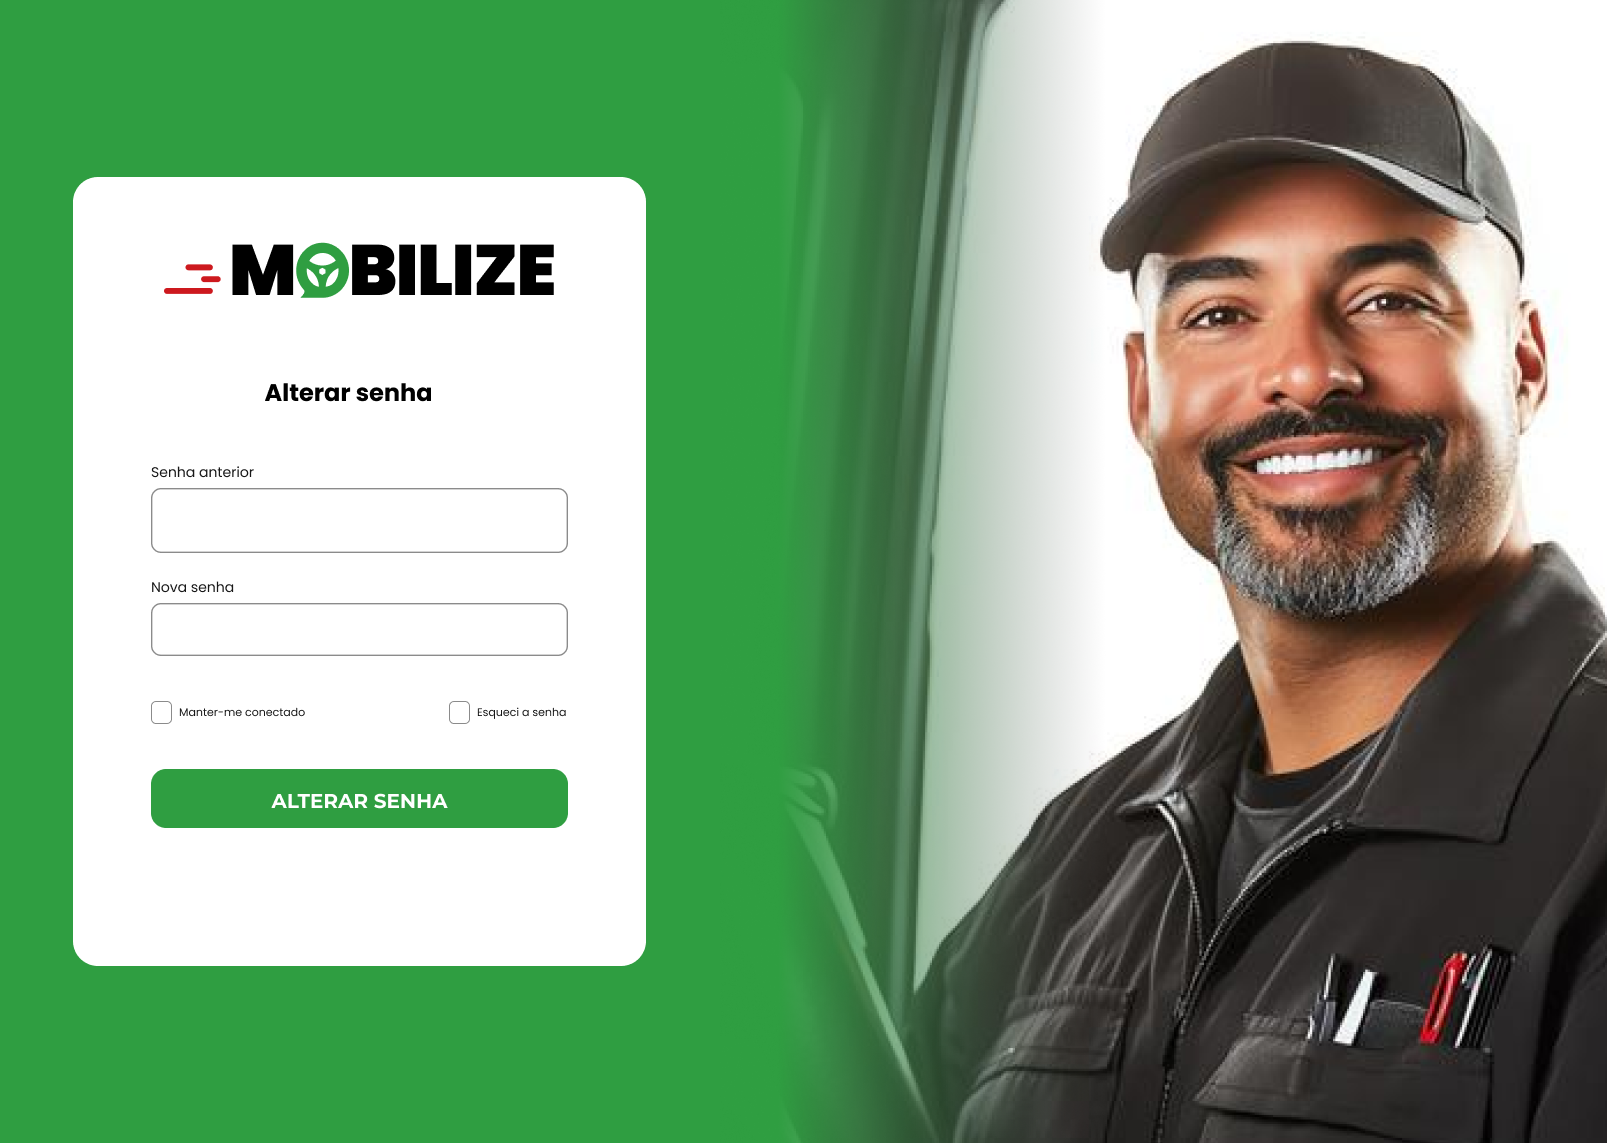 MOBILIZE
Alterar senha
Senha anterior
Nova senha
Manter-me conectado
Esqueci a senha
ALTERAR SENHA